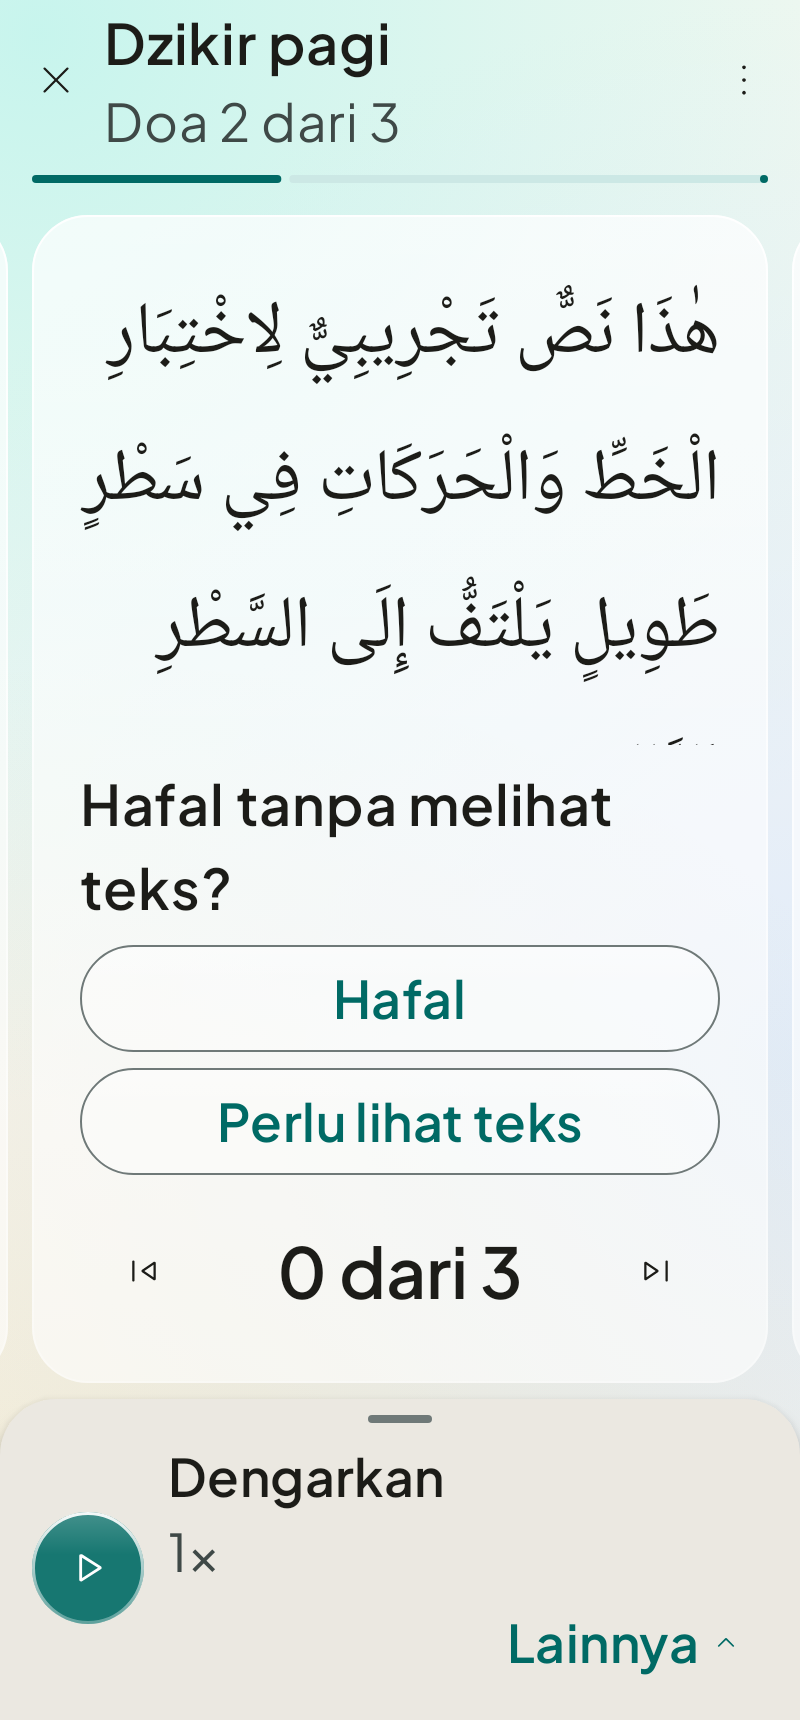 Dzikir pagi
Doa 2 dari 3
هٰذَا نَصٌّ تَجْرِيبِيٌّ لِاخْتِبَارِ
الْخَطِّ وَالْحَرَكَاتِ فِي سَطْرٍ
طَوِيلٍ يَلْتَفُّ إِلَى السَّطْرِ
Hafal tanpa melihat
teks?
Hafal
Perlu lihat teks
0 dari 3
Dengarkan
1×
Lainnya